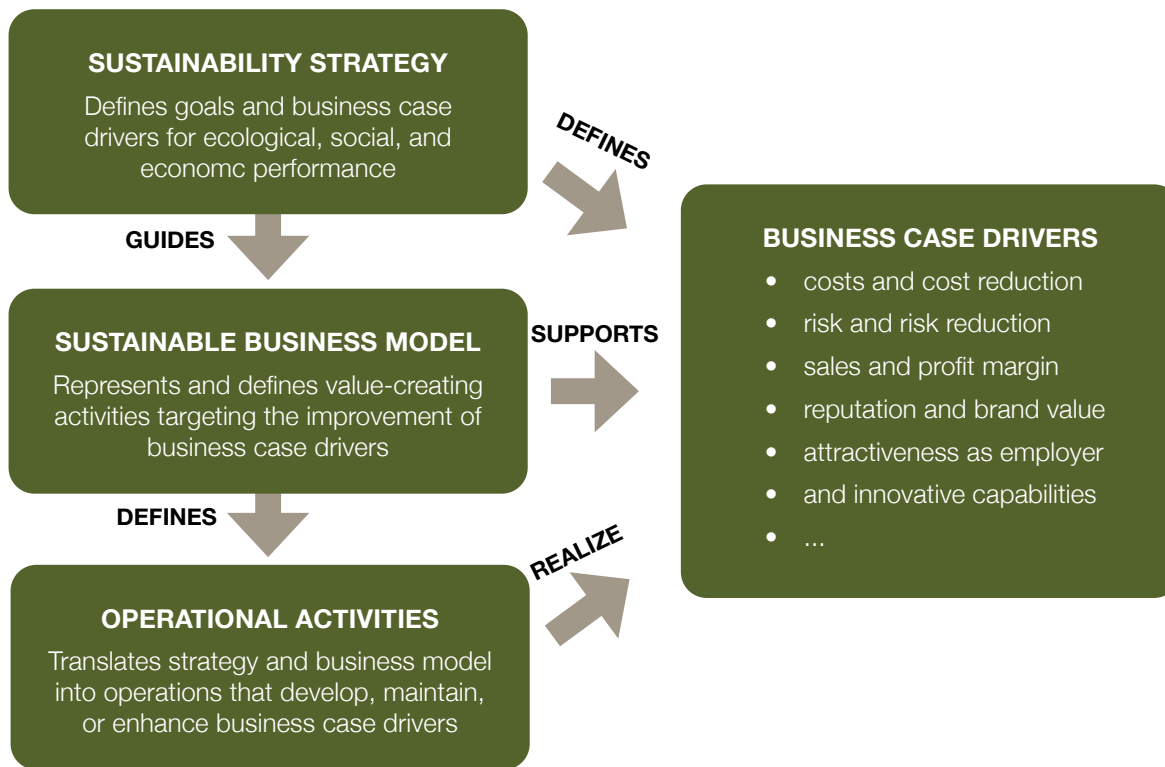 SUSTAINABILITY STRATEGY
Defines goals and business case
drivers for ecological, social, and
economc performance
DEFINES
GUIDES
SUSTAINABLE BUSINESS MODEL
Represents and defines value-creating
activities targeting the improvement of
business case drivers
SUPPORTS
DEFINES
OPERATIONAL ACTIVITIES
Translates strategy and business model
into operations that develop, maintain,
or enhance business case drivers
REALIZE
BUSINESS CASE DRIVERS
• costs and cost reduction
• risk and risk reduction
• sales and profit margin
• reputation and brand value
• attractiveness as employer
• and innovative capabilities
• ...